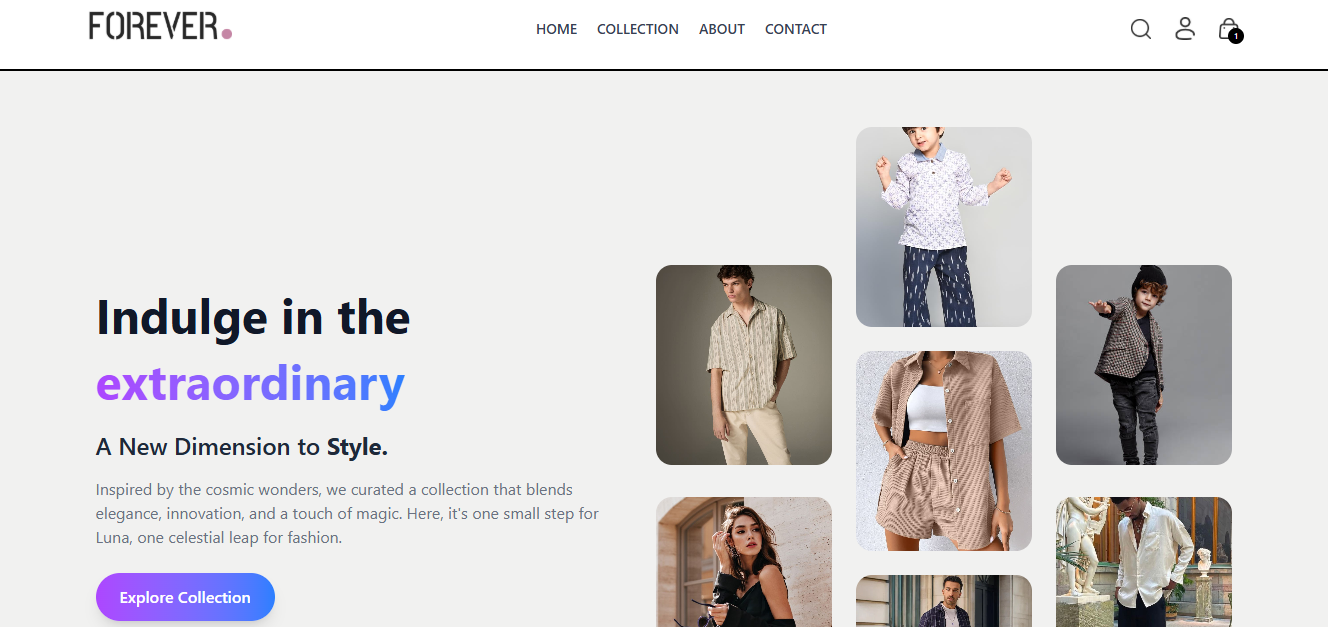 FOREVER.
HOME COLLECTION ABOUT CONTACT
1
Indulge in the
extraordinary
A New Dimension to Style.
Inspired by the cosmic wonders, we curated a collection that blends
elegance, innovation, and a touch of magic. Here, it's one small step for
Luna, one celestial leap for fashion.
Explore Collection